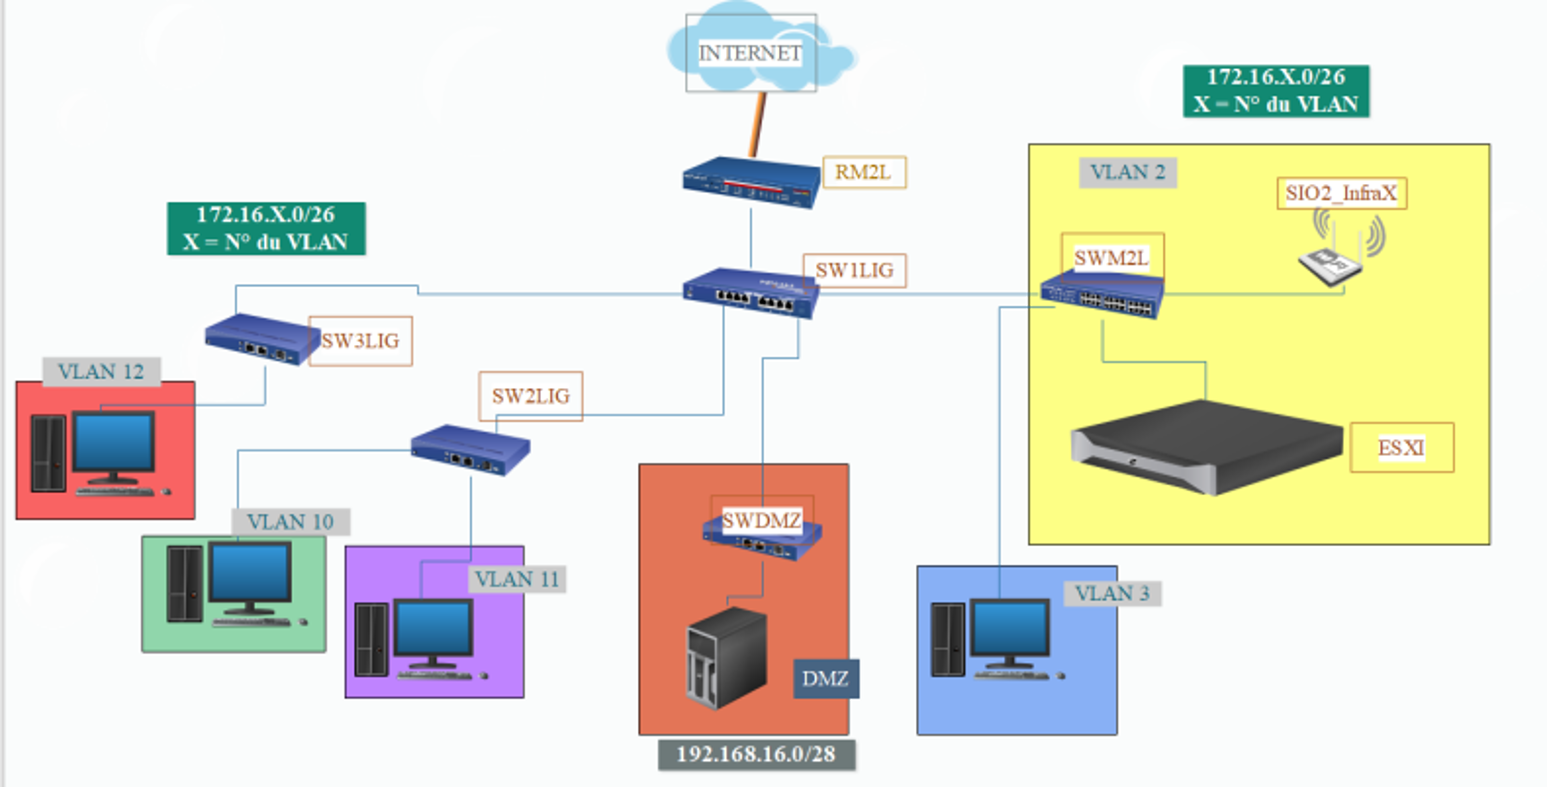 INTERNET
172.16.X.0/26
X = N° du VLAN
RM2L
VLAN 2
SIO2_InfraX
172.16.X.0/26
X = N° du VLAN
SW1LIG
SWM2L
SW3LIG
VLAN 12
SW2LIG
ESXI
VLAN 10
SWDMZ
VLAN 11
VLAN 3
DMZ
192.168.16.0/28